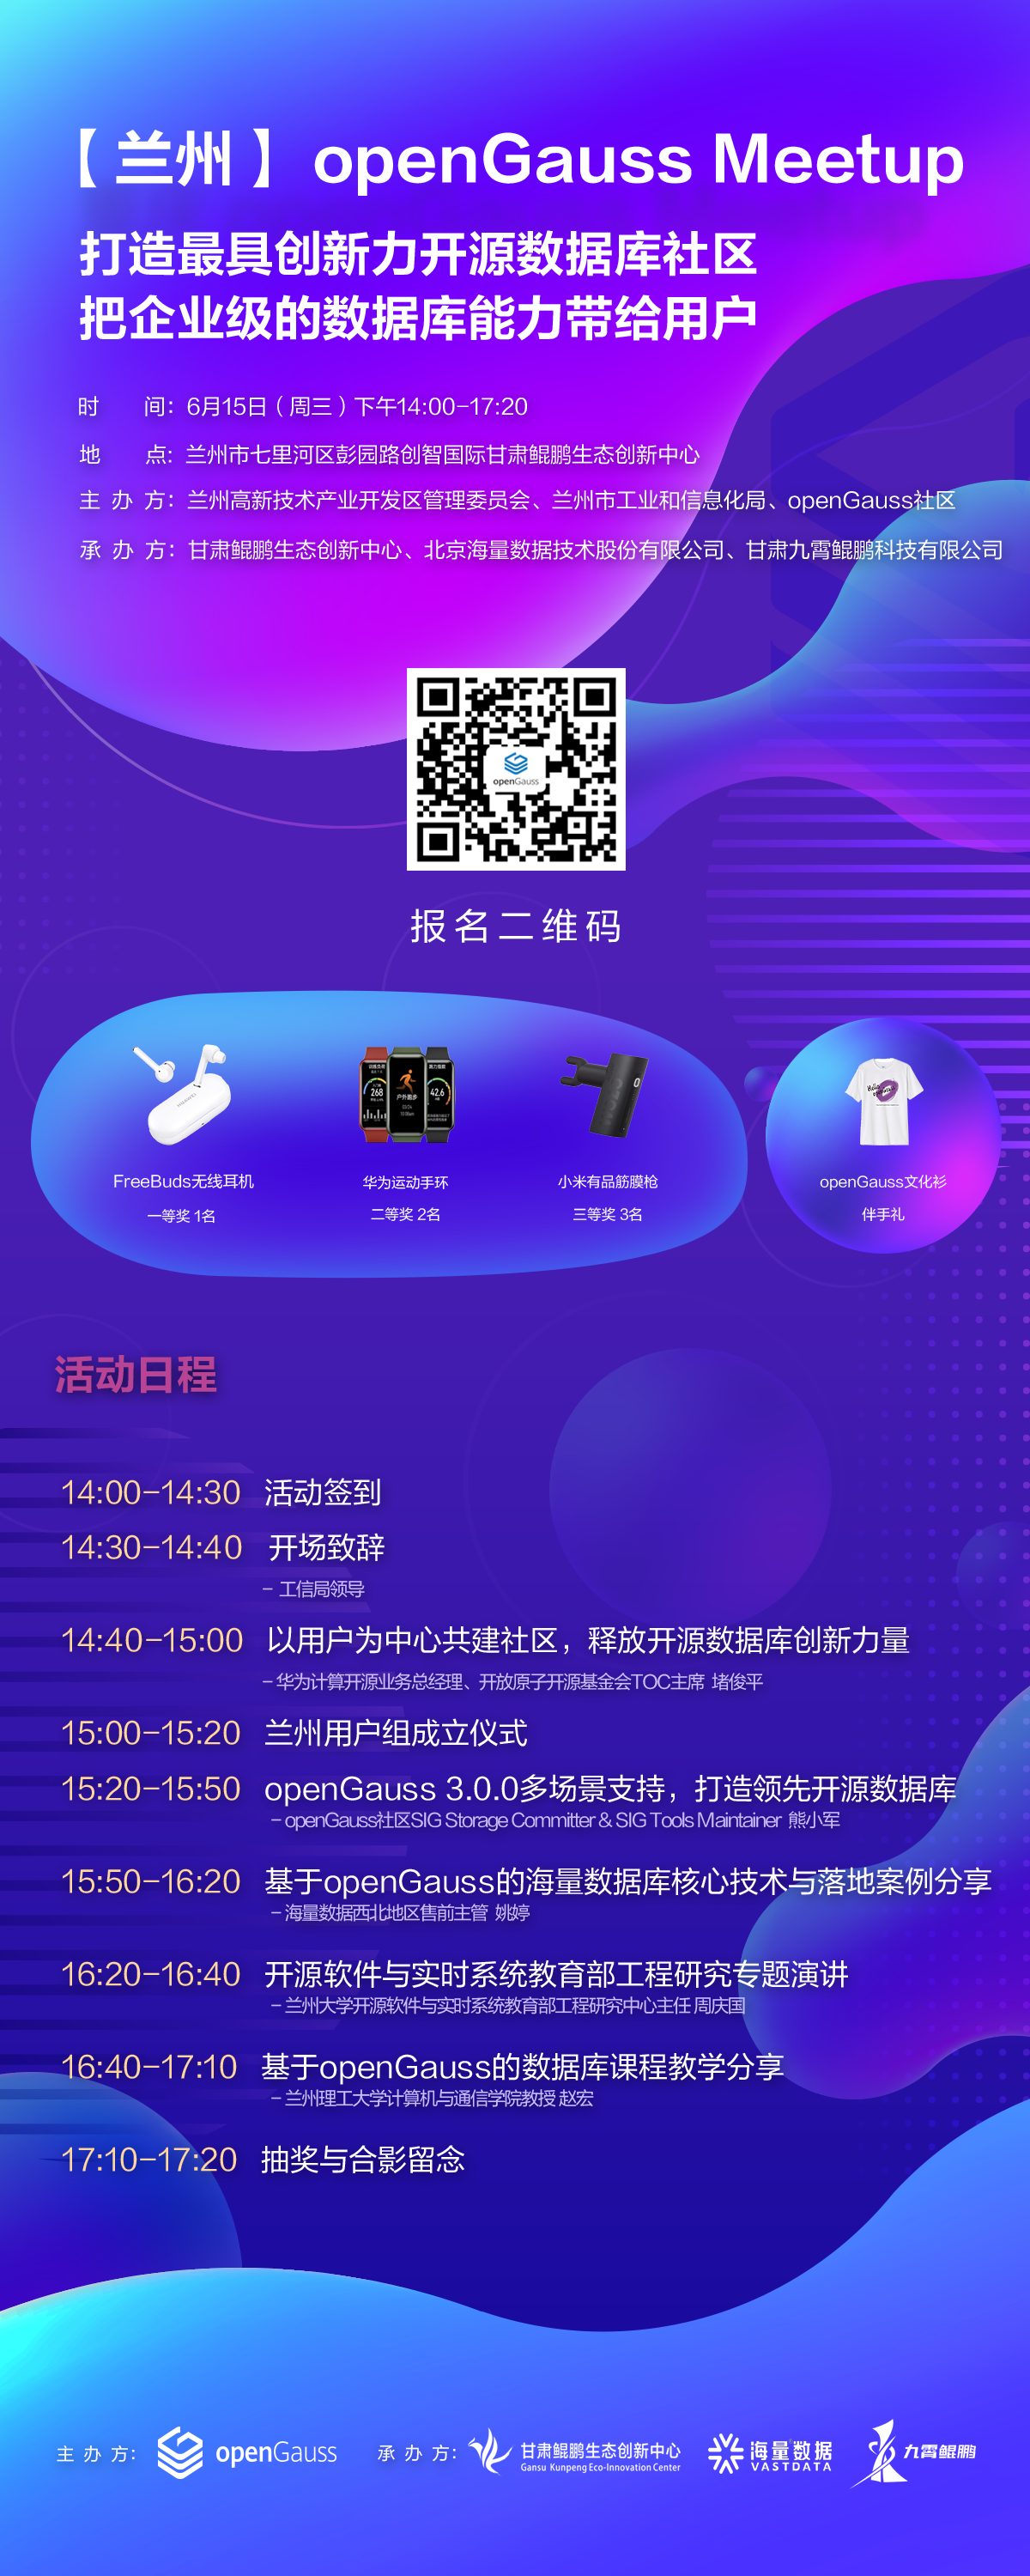 【兰州】 openGauss Meetup
打造最具创新力开源数据库社区
把企业级的数据库能力带给用户
时 间：6月15日（周三）下午14:00-17:20
地 点：兰州市七里河区彭园路创智国际甘肃鲲鹏生态创新中心
主 办 方：兰州高新技术产业开发区管理委员会、兰州市工业和信息化局、openGauss社区
承 办 方：甘肃鲲鹏生态创新中心、北京海量数据技术股份有限公司、甘肃九霄鲲鹏科技有限公司
openGauss
报名二维码
HUAWEI
268
户外跑步
42.6
FreeBuds无线耳机
一等奖 1名
华为运动手环
二等奖 2名
小米有品筋膜枪
三等奖 3名
openGauss文化衫
伴手礼
活动日程
14:00-14:30 活动签到
14:30-14:40 开场致辞
- 工信局领导
14:40-15:00 以用户为中心共建社区，释放开源数据库创新力量
- 华为计算开源业务总经理、开放原子开源基金会TOC主席 堵俊平
15:00-15:20 兰州用户组成立仪式
15:20-15:50 openGauss 3.0.0多场景支持，打造领先开源数据库
- openGauss社区SIG Storage Committer & SIG Tools Maintainer 熊小军
15:50-16:20 基于openGauss的海量数据库核心技术与落地案例分享
- 海量数据西北地区售前主管 姚婷
16:20-16:40 开源软件与实时系统教育部工程研究专题演讲
- 兰州大学开源软件与实时系统教育部工程研究中心主任 周庆国
16:40-17:10 基于openGauss的数据库课程教学分享
- 兰州理工大学计算机与通信学院教授 赵宏
17:10-17:20 抽奖与合影留念
主 办 方： openGauss 承 办 方： 甘肃鲲鹏生态创新中心 海量数据 九霄鲲鹏
Gansu Kunpeng Eco-Innovation Center VASTDATA